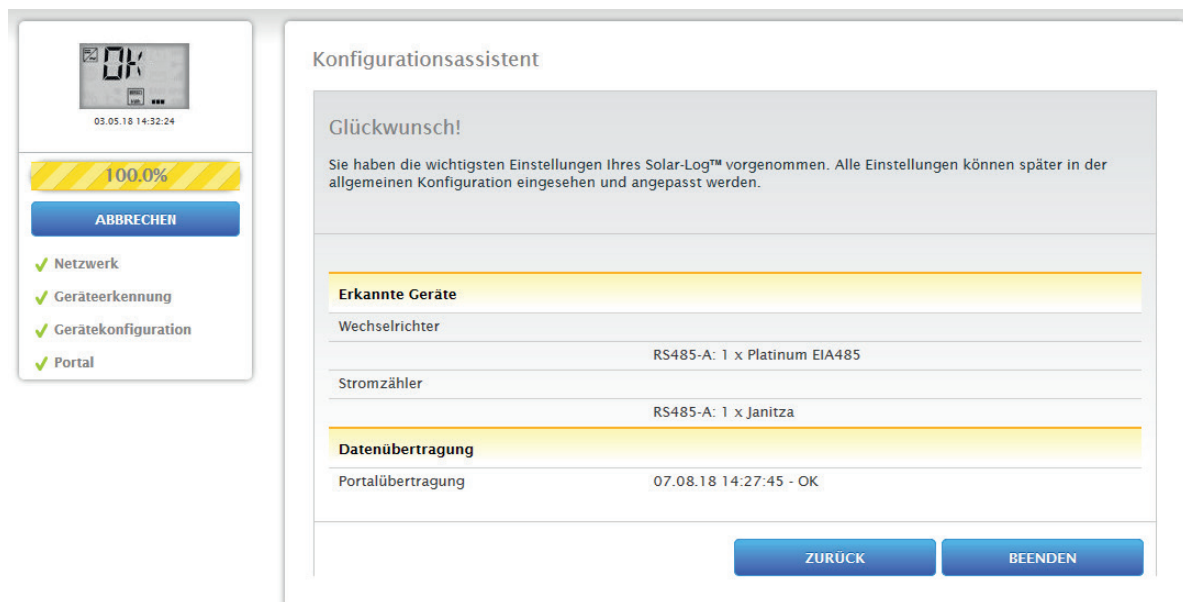 OK
03.05.18 14:32:24
100.0%
ABBRECHEN
Netzwerk
Geräteerkennung
Gerätekonfiguration
Portal
Konfigurationsassistent
Glückwunsch!
Sie haben die wichtigsten Einstellungen Ihres Solar-Log™ vorgenommen. Alle Einstellungen können später in der
allgemeinen Konfiguration eingesehen und angepasst werden.
Erkannte Geräte
Wechselrichter
RS485-A: 1 x Platinum EIA485
Stromzähler
RS485-A: 1 x Janitza
Datenübertragung
Portalübertragung 07.08.18 14:27:45 - OK
ZURÜCK BEENDEN